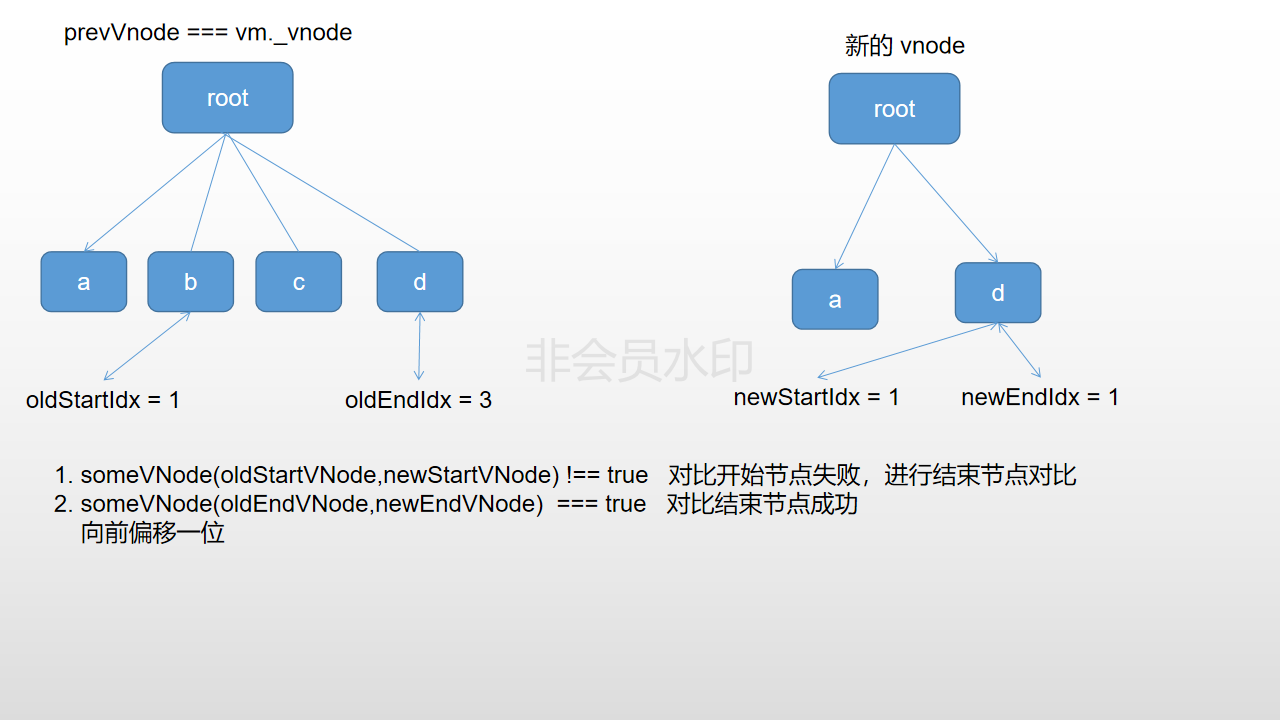 prevVnode === vm._vnode
新的 vnode
root
root
a
b
c
d
a
d
非会员水印
oldStartIdx = 1
oldEndIdx = 3
newStartIdx = 1
newEndIdx = 1
1. someVNode(oldStartVNode,newStartVNode) !== true 对比开始节点失败，进行结束节点对比
2. someVNode(oldEndVNode,newEndVNode) === true 对比结束节点成功
向前偏移一位